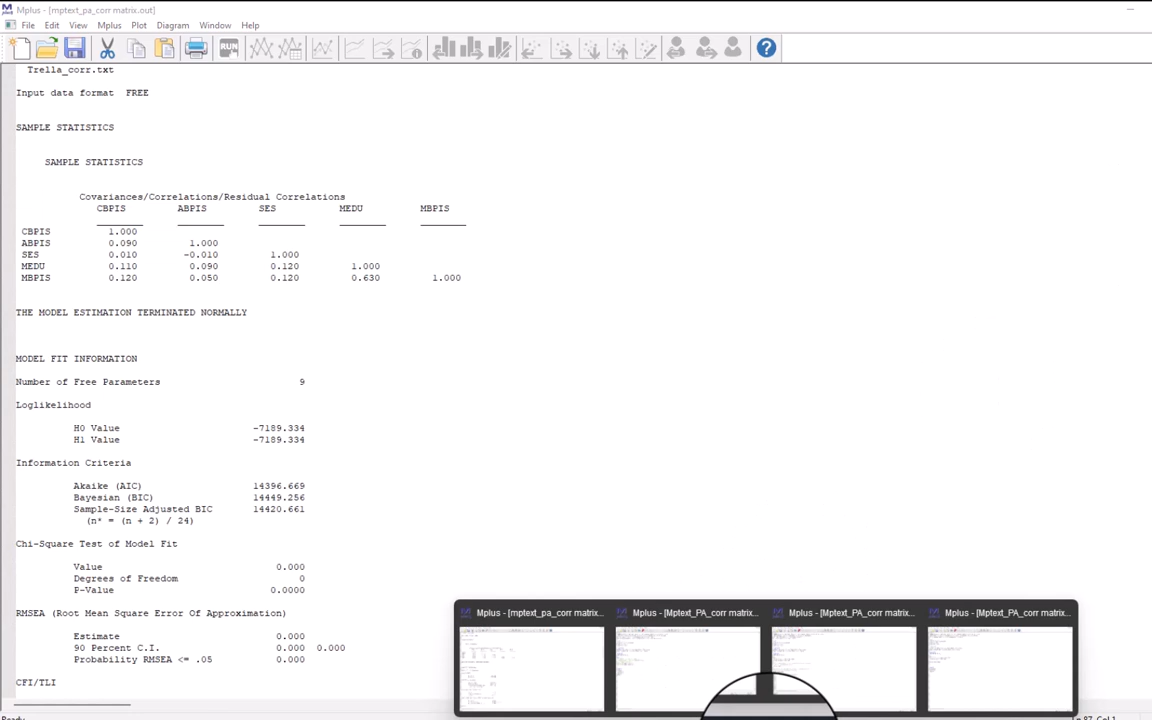 Mplus - [mptext_pa_corr matrix.out]
File Edit View Mplus Plot Diagram Window Help
RUN
Trella_corr.txt
Input data format FREE
SAMPLE STATISTICS
SAMPLE STATISTICS
Covariances/Correlations/Residual Correlations
CBPIS ABPIS SES MEDU MBPIS
CBPIS 1.000
ABPIS 0.090 1.000
SES 0.010 -0.010 1.000
MEDU 0.110 0.090 0.120 1.000
MBPIS 0.120 0.050 0.120 0.630 1.000
THE MODEL ESTIMATION TERMINATED NORMALLY
MODEL FIT INFORMATION
Number of Free Parameters 9
Loglikelihood
H0 Value -7189.334
H1 Value -7189.334
Information Criteria
Akaike (AIC) 14396.669
Bayesian (BIC) 14449.256
Sample-Size Adjusted BIC 14420.661
(n* = (n + 2) / 24)
Chi-Square Test of Model Fit
Value 0.000
Degrees of Freedom 0
P-Value 0.0000
RMSEA (Root Mean Square Error Of Approximation)
Estimate 0.000
90 Percent C.I. 0.000 0.000
Probability RMSEA <= .05 0.000
CFI/TLI
Mplus - [mptext_pa_corr matrix... Mplus - [Mptext_PA_corr matrix... Mplus - [Mptext_PA_corr matrix... Mplus - [Mptext_PA_corr matrix...